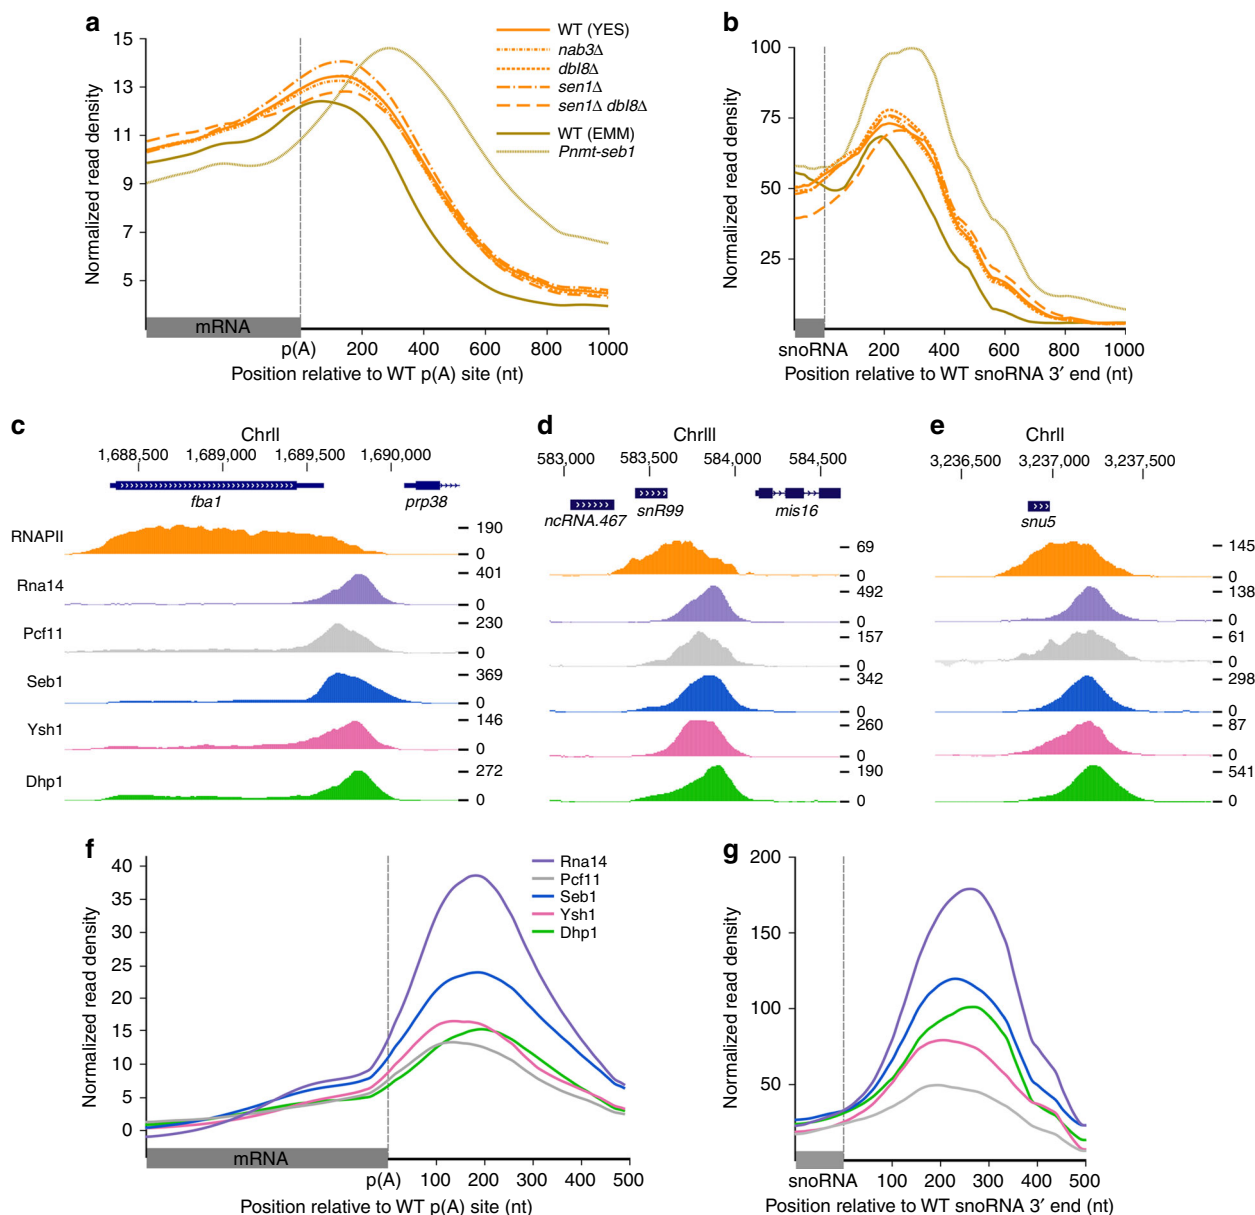 a
15
13
11
9
7
5
Normalized read density
WT (YES)
nab3Δ
dbl8Δ
sen1Δ
sen1Δ dbl8Δ
WT (EMM)
Pnmt-seb1
mRNA
p(A)
200
400
600
800
1000
Position relative to WT p(A) site (nt)
b
100
75
50
25
Normalized read density
snoRNA
200
400
600
800
1000
Position relative to WT snoRNA 3′ end (nt)
c
ChrII
1,688,500
1,689,000
1,689,500
1,690,000
fba1
prp38
RNAPII
190
0
Rna14
401
0
Pcf11
230
0
Seb1
369
0
Ysh1
146
0
Dhp1
272
0
d
ChrIII
583,000
583,500
584,000
584,500
ncRNA.467
snR99
mis16
69
0
492
0
157
0
342
0
260
0
190
0
e
ChrII
3,236,500
3,237,000
3,237,500
snu5
145
0
138
0
61
0
298
0
87
0
541
0
f
40
35
30
25
20
15
10
5
0
Normalized read density
Rna14
Pcf11
Seb1
Ysh1
Dhp1
mRNA
p(A)
100
200
300
400
500
Position relative to WT p(A) site (nt)
g
200
150
100
50
Normalized read density
snoRNA
100
200
300
400
500
Position relative to WT snoRNA 3′ end (nt)